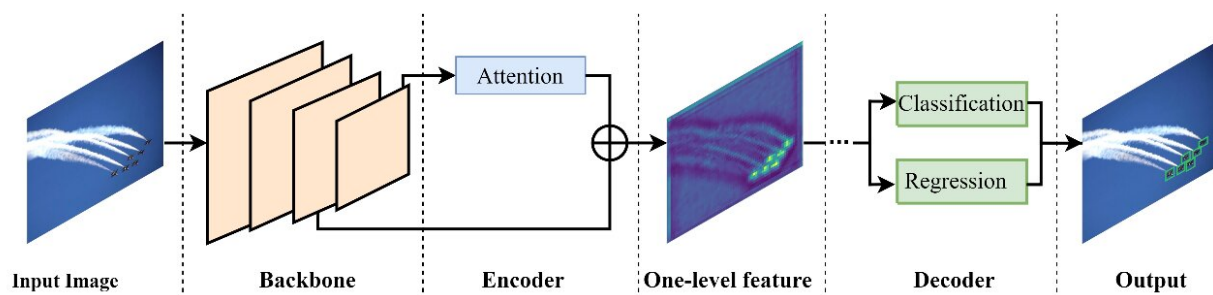 Attention
Classification
Regression
Input Image
Backbone
Encoder
One-level feature
Decoder
Output